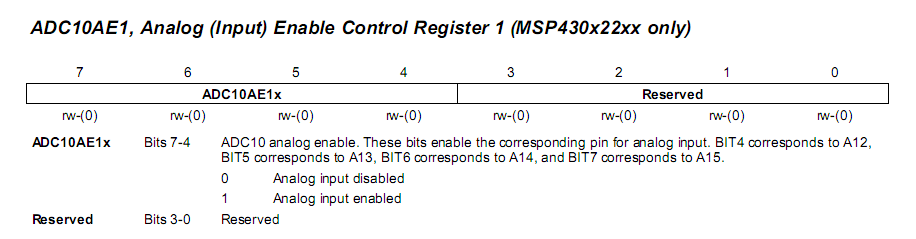 ADC10AE1, Analog (Input) Enable Control Register 1 (MSP430x22xx only)
7 6 5 4 3 2 1 0
ADC10AE1x Reserved
rw-(0) rw-(0) rw-(0) rw-(0) rw-(0) rw-(0) rw-(0) rw-(0)
ADC10AE1x Bits 7-4 ADC10 analog enable. These bits enable the corresponding pin for analog input. BIT4 corresponds to A12,
BIT5 corresponds to A13, BIT6 corresponds to A14, and BIT7 corresponds to A15.
0 Analog input disabled
1 Analog input enabled
Reserved Bits 3-0 Reserved